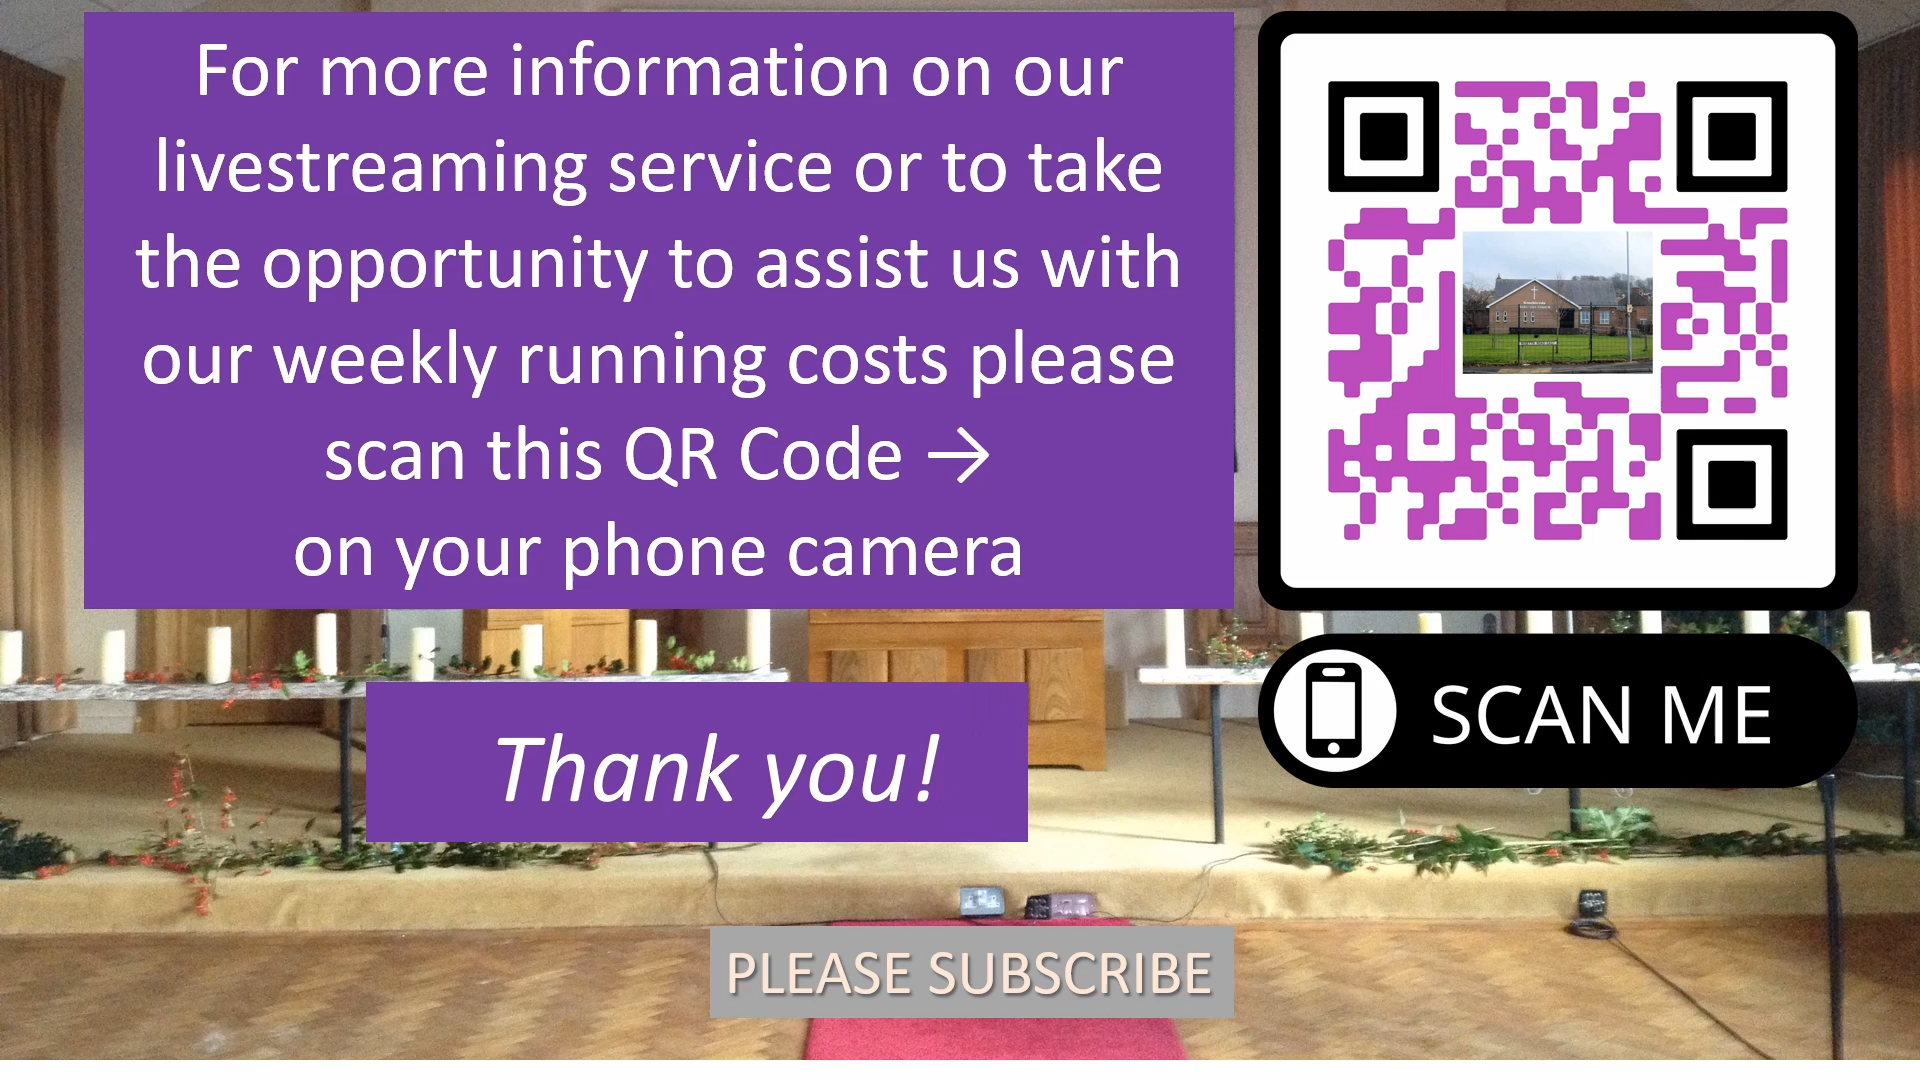 For more information on our
livestreaming service or to take
the opportunity to assist us with
our weekly running costs please
scan this QR Code →
on your phone camera
Thank you!
SCAN ME
PLEASE SUBSCRIBE